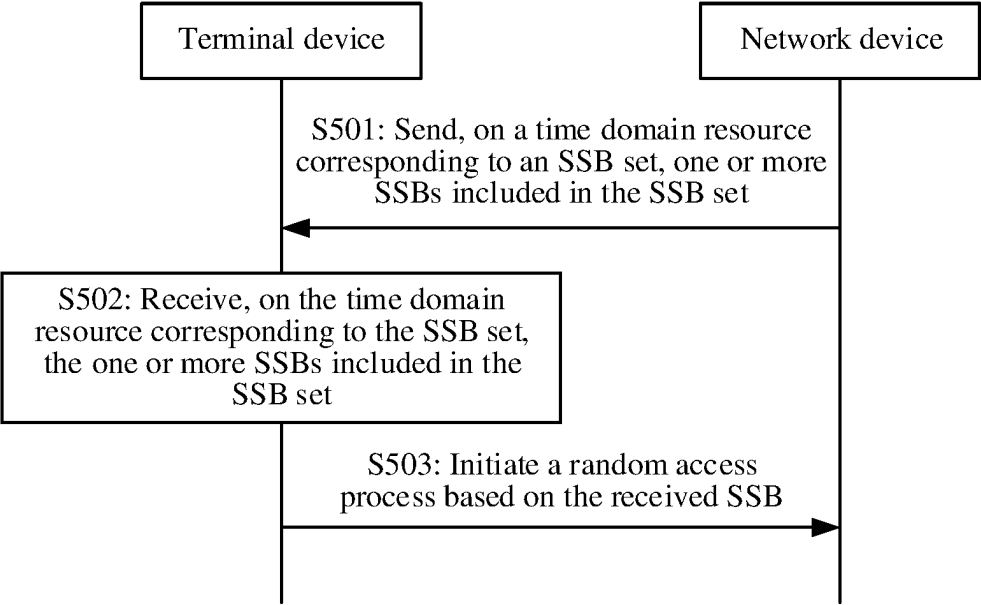 Terminal device
Network device
S501: Send, on a time domain resource
corresponding to an SSB set, one or more
SSBs included in the SSB set
S502: Receive, on the time domain
resource corresponding to the SSB set,
the one or more SSBs included in the
SSB set
S503: Initiate a random access
process based on the received SSB